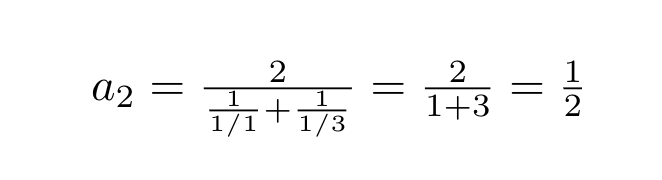 $a_2 = \frac{2}{\frac{1}{1/1}+\frac{1}{1/3}} = \frac{2}{1+3} = \frac{1}{2}$